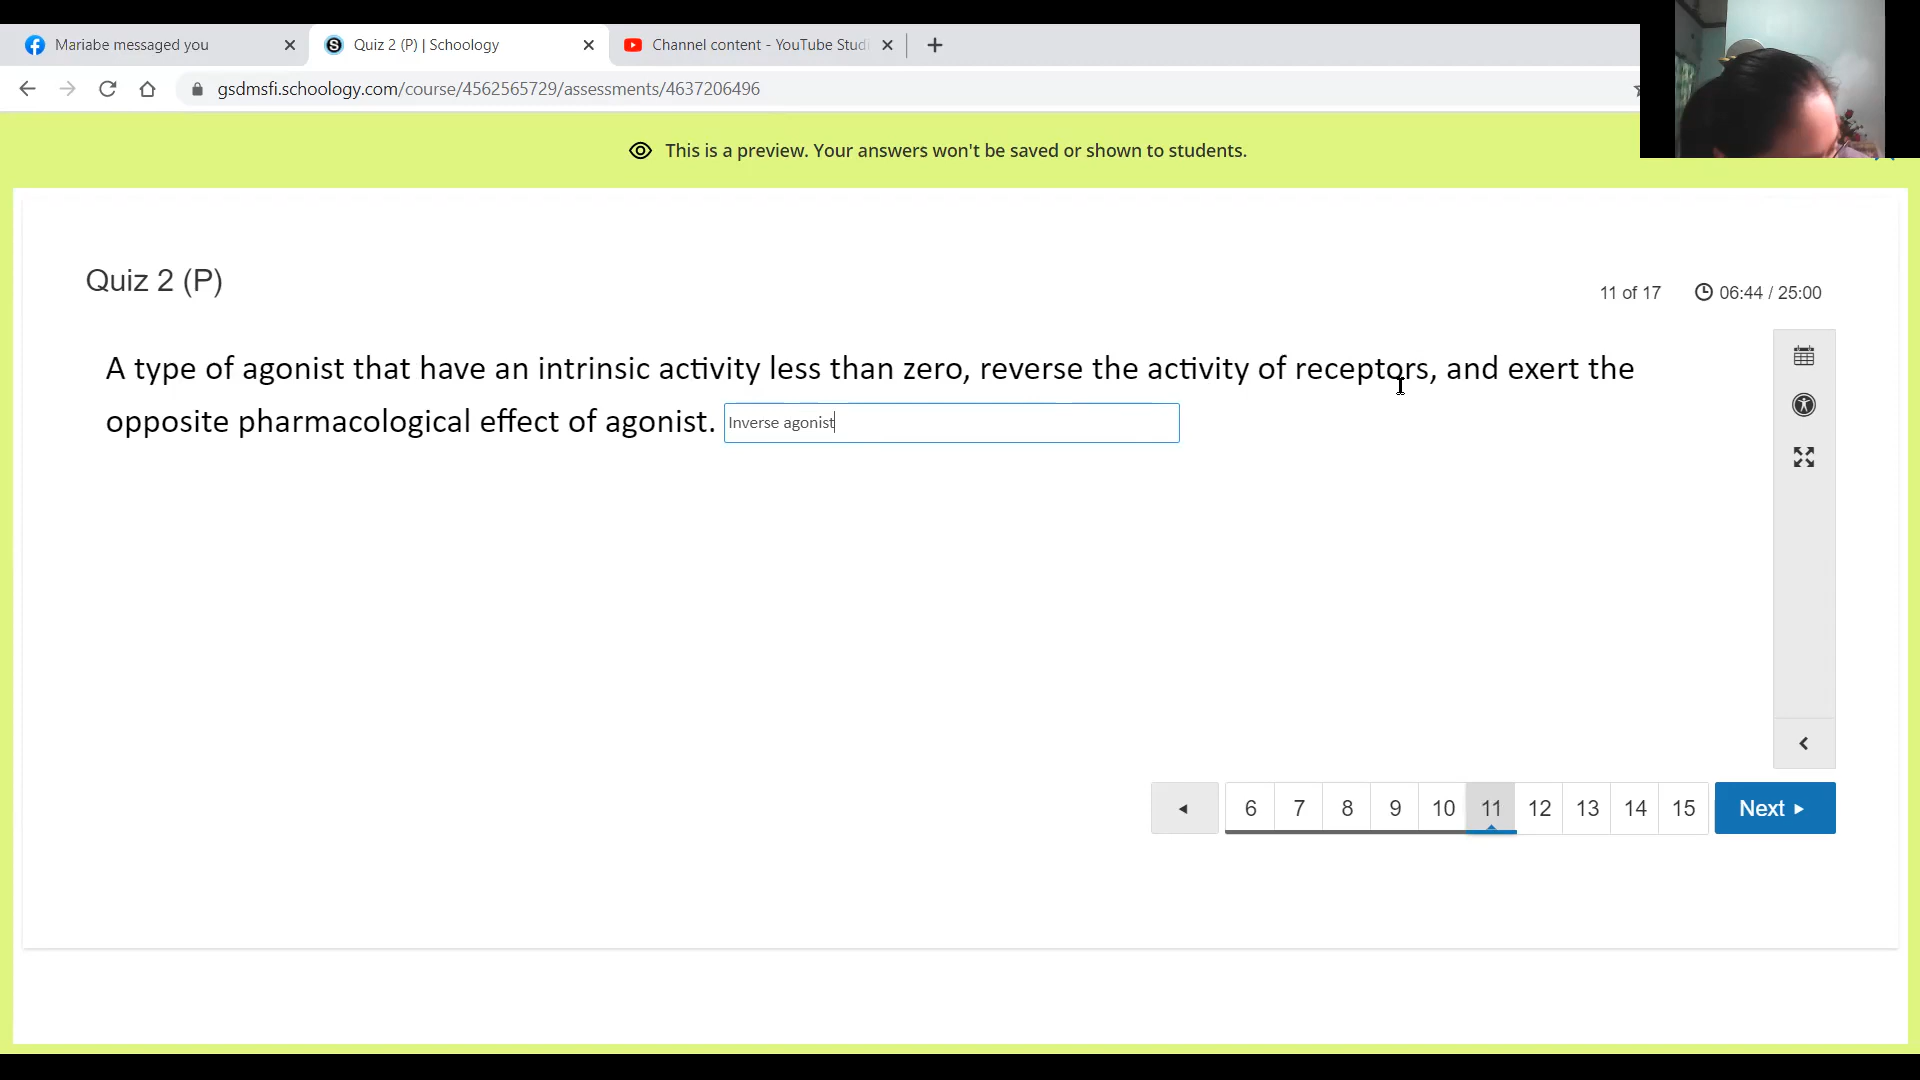 Mariabe messaged you
Quiz 2 (P) | Schoology
Channel content - YouTube Studi
gsdmsfi.schoology.com/course/4562565729/assessments/4637206496
This is a preview. Your answers won't be saved or shown to students.
Quiz 2 (P)
11 of 17
06:44 / 25:00
A type of agonist that have an intrinsic activity less than zero, reverse the activity of receptors, and exert the
opposite pharmacological effect of agonist. Inverse agonist
6 7 8 9 10 11 12 13 14 15 Next